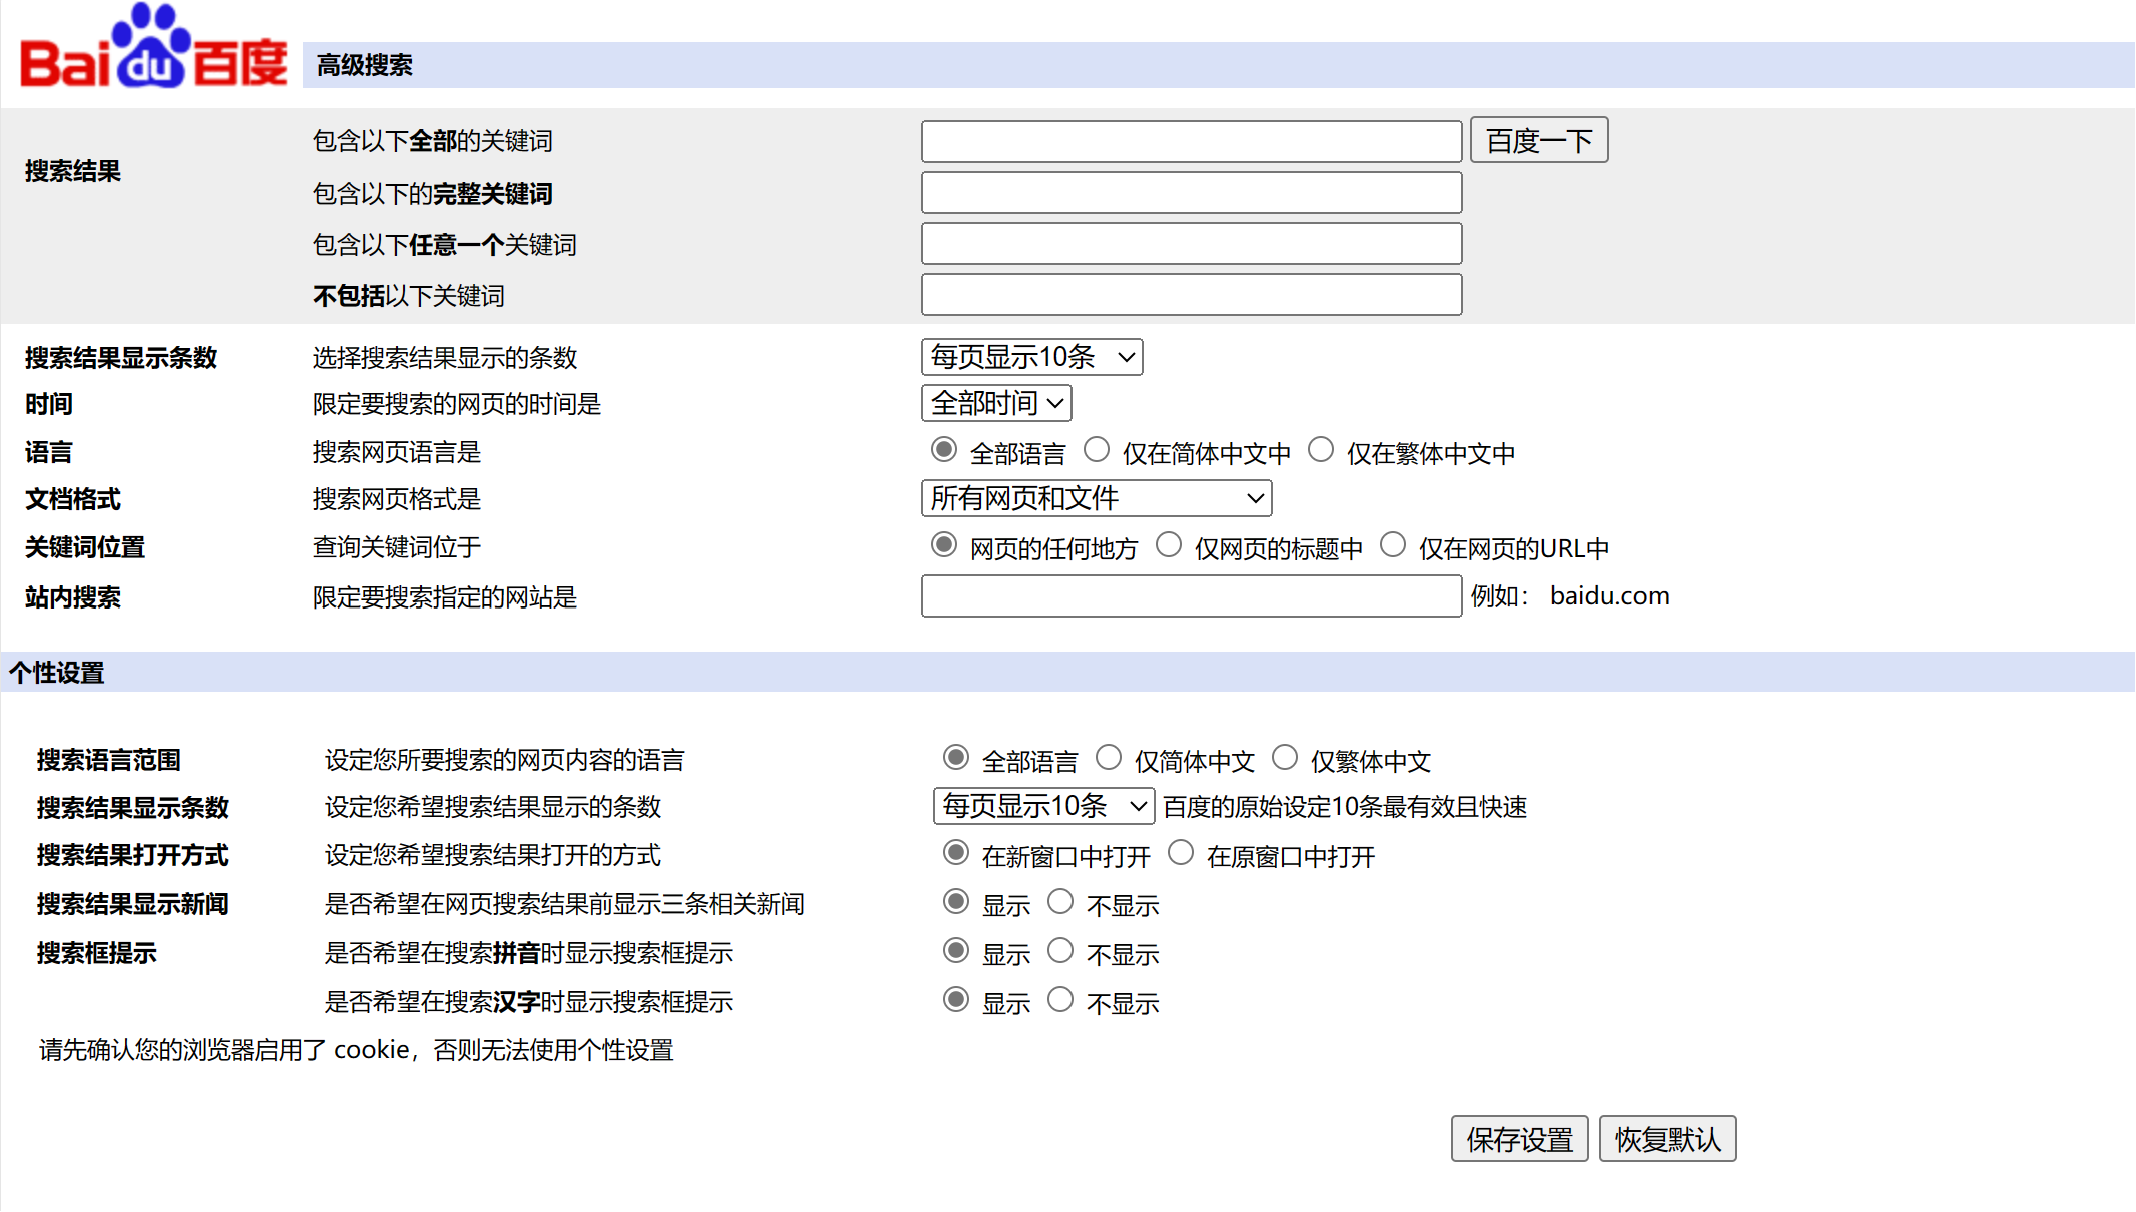 Baidu百度 高级搜索
搜索结果 包含以下全部的关键词 百度一下
包含以下的完整关键词
包含以下任意一个关键词
不包括以下关键词
搜索结果显示条数 选择搜索结果显示的条数 每页显示10条
时间 限定要搜索的网页的时间是 全部时间
语言 搜索网页语言是 全部语言 仅在简体中文中 仅在繁体中文中
文档格式 搜索网页格式是 所有网页和文件
关键词位置 查询关键词位于 网页的任何地方 仅网页的标题中 仅在网页的URL中
站内搜索 限定要搜索指定的网站是 例如： baidu.com
个性设置
搜索语言范围 设定您所要搜索的网页内容的语言 全部语言 仅简体中文 仅繁体中文
搜索结果显示条数 设定您希望搜索结果显示的条数 每页显示10条 百度的原始设定10条最有效且快速
搜索结果打开方式 设定您希望搜索结果打开的方式 在新窗口中打开 在原窗口中打开
搜索结果显示新闻 是否希望在网页搜索结果前显示三条相关新闻 显示 不显示
搜索框提示 是否希望在搜索拼音时显示搜索框提示 显示 不显示
是否希望在搜索汉字时显示搜索框提示 显示 不显示
请先确认您的浏览器启用了 cookie，否则无法使用个性设置
保存设置 恢复默认